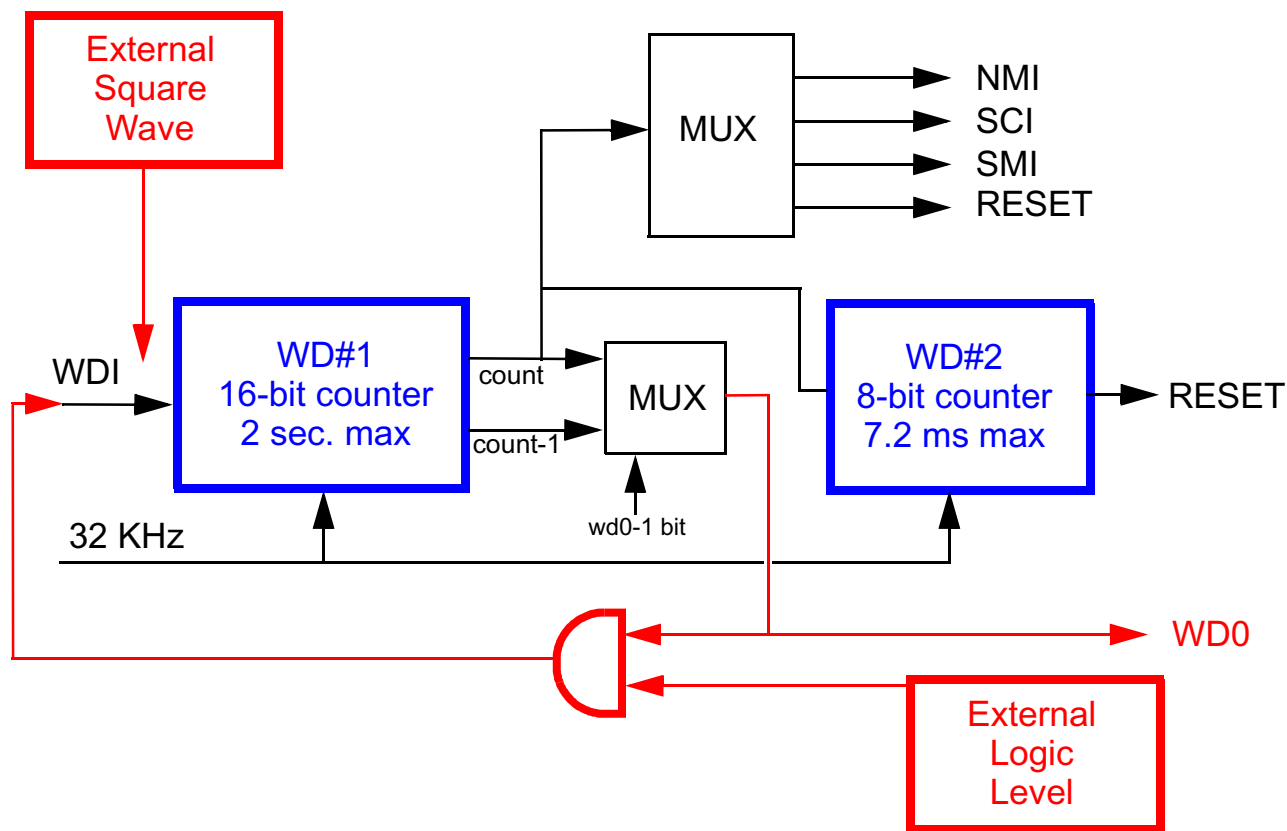 External
Square
Wave
MUX
NMI
SCI
SMI
RESET
WDI
WD#1
16-bit counter
2 sec. max
count
count-1
MUX
wd0-1 bit
WD#2
8-bit counter
7.2 ms max
RESET
32 KHz
WD0
External
Logic
Level